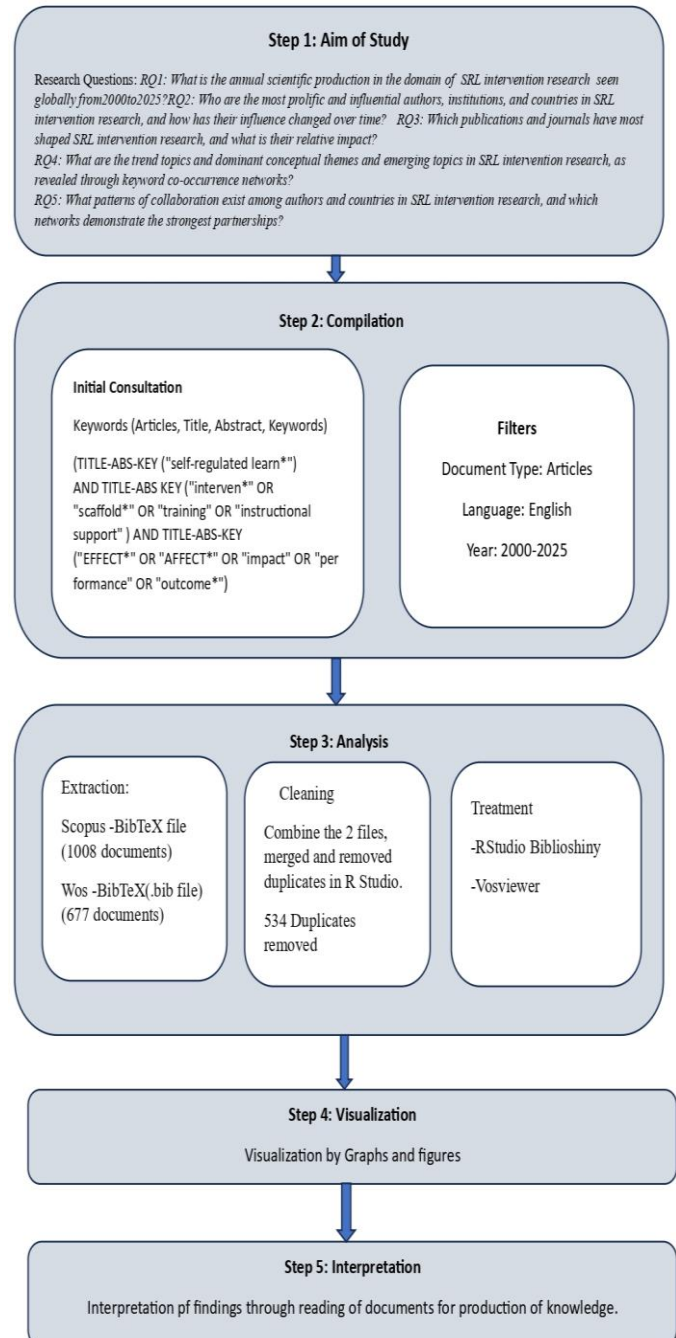 Step 1: Aim of Study
Research Questions: RQ1: What is the annual scientific production in the domain of SRL intervention research seen
globally from2000to2025?RQ2: Who are the most prolific and influential authors, institutions, and countries in SRL
intervention research, and how has their influence changed over time? RQ3: Which publications and journals have most
shaped SRL intervention research, and what is their relative impact?
RQ4: What are the trend topics and dominant conceptual themes and emerging topics in SRL intervention research, as
revealed through keyword co-occurrence networks?
RQ5: What patterns of collaboration exist among authors and countries in SRL intervention research, and which
networks demonstrate the strongest partnerships?
Step 2: Compilation
Initial Consultation
Keywords (Articles, Title, Abstract, Keywords)
(TITLE-ABS-KEY ("self-regulated learn*")
AND TITLE-ABS KEY ("interven*" OR
"scaffold*" OR "training" OR "instructional
support" ) AND TITLE-ABS-KEY
("EFFECT*" OR "AFFECT*" OR "impact" OR "per
formance" OR "outcome*")
Filters
Document Type: Articles
Language: English
Year: 2000-2025
Step 3: Analysis
Extraction:
Scopus -BibTeX file
(1008 documents)
Wos -BibTeX(.bib file)
(677 documents)
Cleaning
Combine the 2 files,
merged and removed
duplicates in R Studio.
534 Duplicates
removed
Treatment
-RStudio Biblioshiny
-Vosviewer
Step 4: Visualization
Visualization by Graphs and figures
Step 5: Interpretation
Interpretation pf findings through reading of documents for production of knowledge.